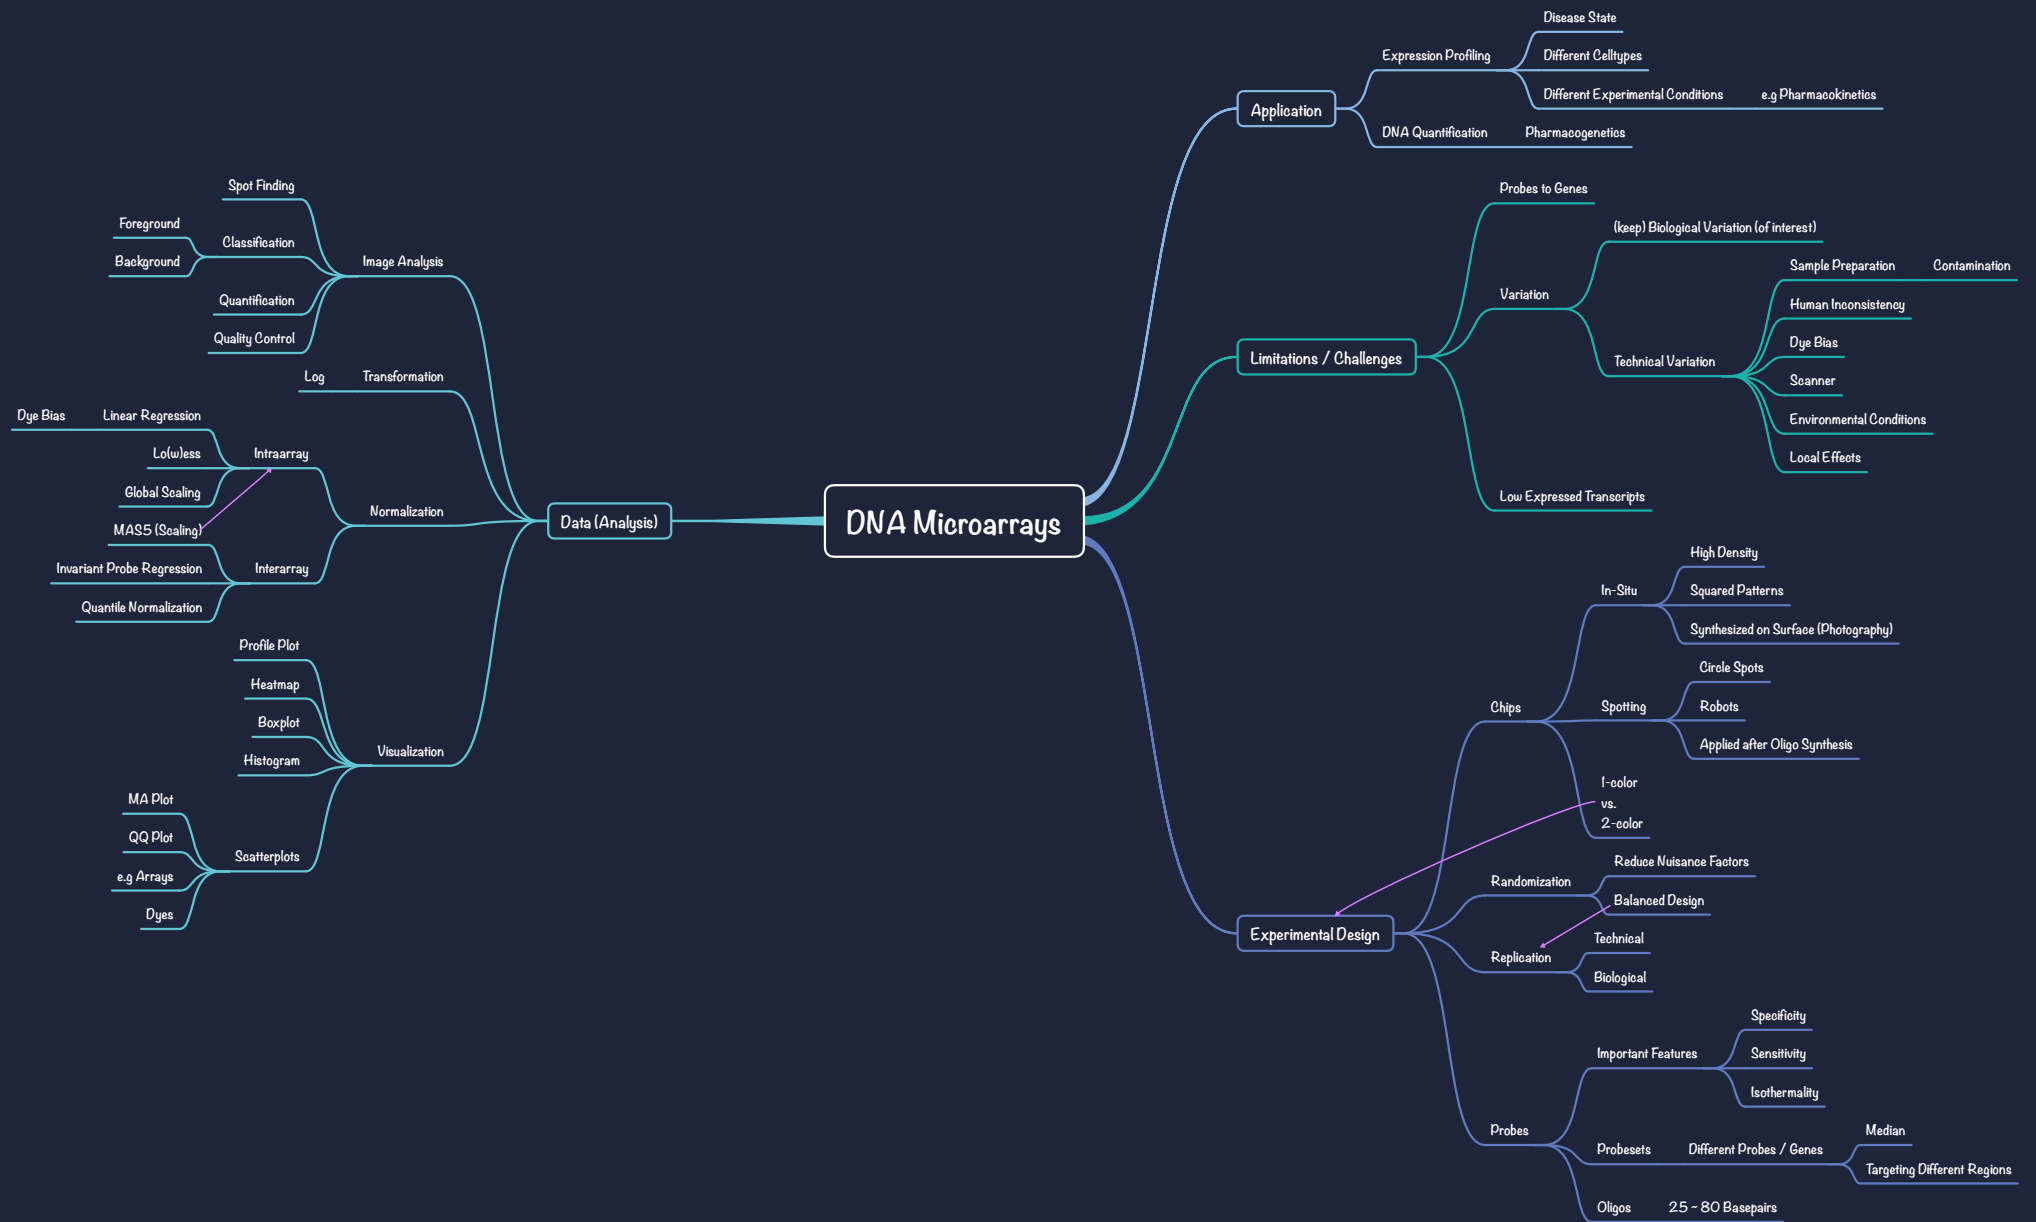 DNA Microarrays
Application
Expression Profiling
Disease State
Different Celltypes
Different Experimental Conditions
e.g Pharmacokinetics
DNA Quantification
Pharmacogenetics
Limitations / Challenges
Probes to Genes
Variation
(keep) Biological Variation (of interest)
Technical Variation
Sample Preparation
Contamination
Human Inconsistency
Dye Bias
Scanner
Environmental Conditions
Local Effects
Low Expressed Transcripts
Experimental Design
Chips
In-Situ
High Density
Squared Patterns
Synthesized on Surface (Photography)
Spotting
Circle Spots
Robots
Applied after Oligo Synthesis
1-color
vs.
2-color
Randomization
Reduce Nuisance Factors
Balanced Design
Replication
Technical
Biological
Probes
Important Features
Specificity
Sensitivity
Isothermality
Probesets
Different Probes / Genes
Median
Targeting Different Regions
Oligos
25 - 80 Basepairs
Data (Analysis)
Image Analysis
Spot Finding
Classification
Foreground
Background
Quantification
Quality Control
Transformation
Log
Normalization
Intraarray
Linear Regression
Dye Bias
Lo(w)ess
Global Scaling
Interarray
MAS5 (Scaling)
Invariant Probe Regression
Quantile Normalization
Visualization
Profile Plot
Heatmap
Boxplot
Histogram
Scatterplots
MA Plot
QQ Plot
e.g Arrays
Dyes